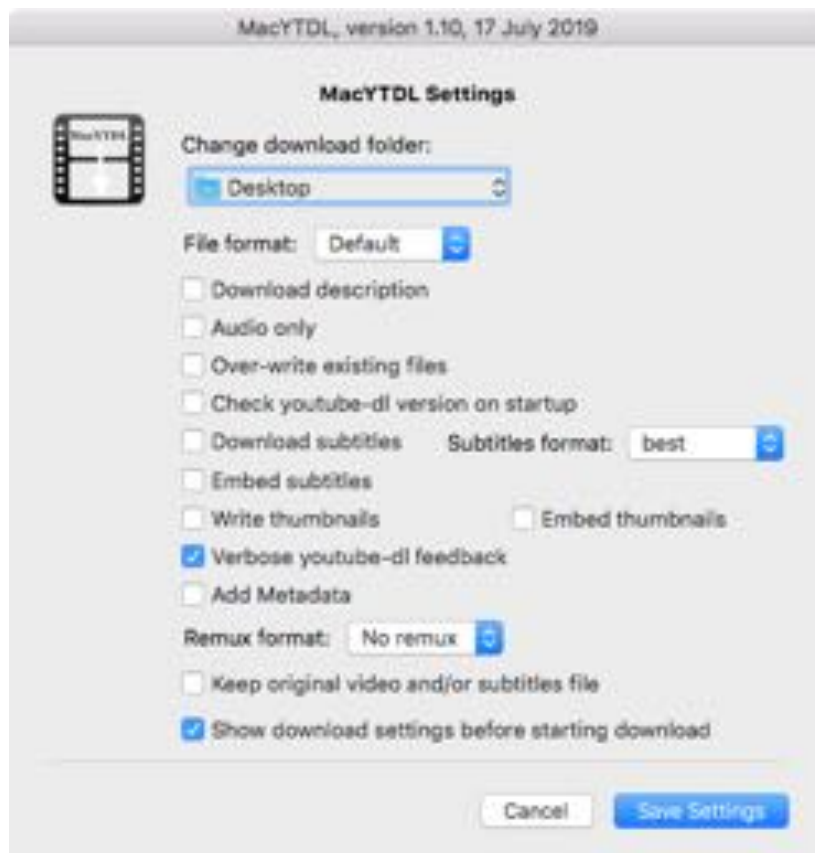 MacYTDL, version 1.10, 17 July 2019
MacYTDL Settings
MacYTDL
Change download folder:
Desktop
File format: Default
Download description
Audio only
Over-write existing files
Check youtube-dl version on startup
Download subtitles Subtitles format: best
Embed subtitles
Write thumbnails Embed thumbnails
Verbose youtube-dl feedback
Add Metadata
Remux format: No remux
Keep original video and/or subtitles file
Show download settings before starting download
Cancel Save Settings